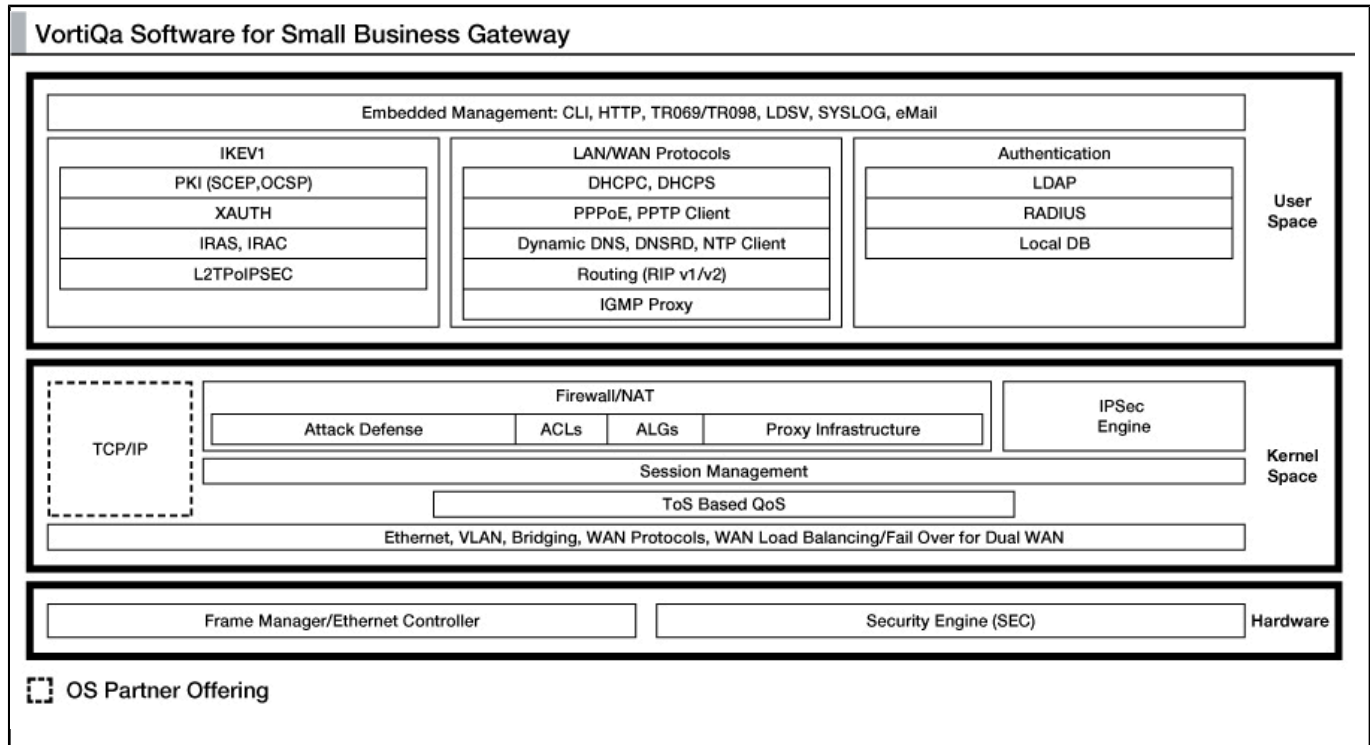 VortiQa Software for Small Business Gateway
Embedded Management: CLI, HTTP, TR069/TR098, LDSV, SYSLOG, eMail
IKEV1
PKI (SCEP,OCSP)
XAUTH
IRAS, IRAC
L2TPoIPSEC
LAN/WAN Protocols
DHCPC, DHCPS
PPPoE, PPTP Client
Dynamic DNS, DNSRD, NTP Client
Routing (RIP v1/v2)
IGMP Proxy
Authentication
LDAP
RADIUS
Local DB
User
Space
TCP/IP
Firewall/NAT
Attack Defense
ACLs
ALGs
Proxy Infrastructure
IPSec
Engine
Session Management
ToS Based QoS
Ethernet, VLAN, Bridging, WAN Protocols, WAN Load Balancing/Fail Over for Dual WAN
Kernel
Space
Frame Manager/Ethernet Controller
Security Engine (SEC)
Hardware
OS Partner Offering